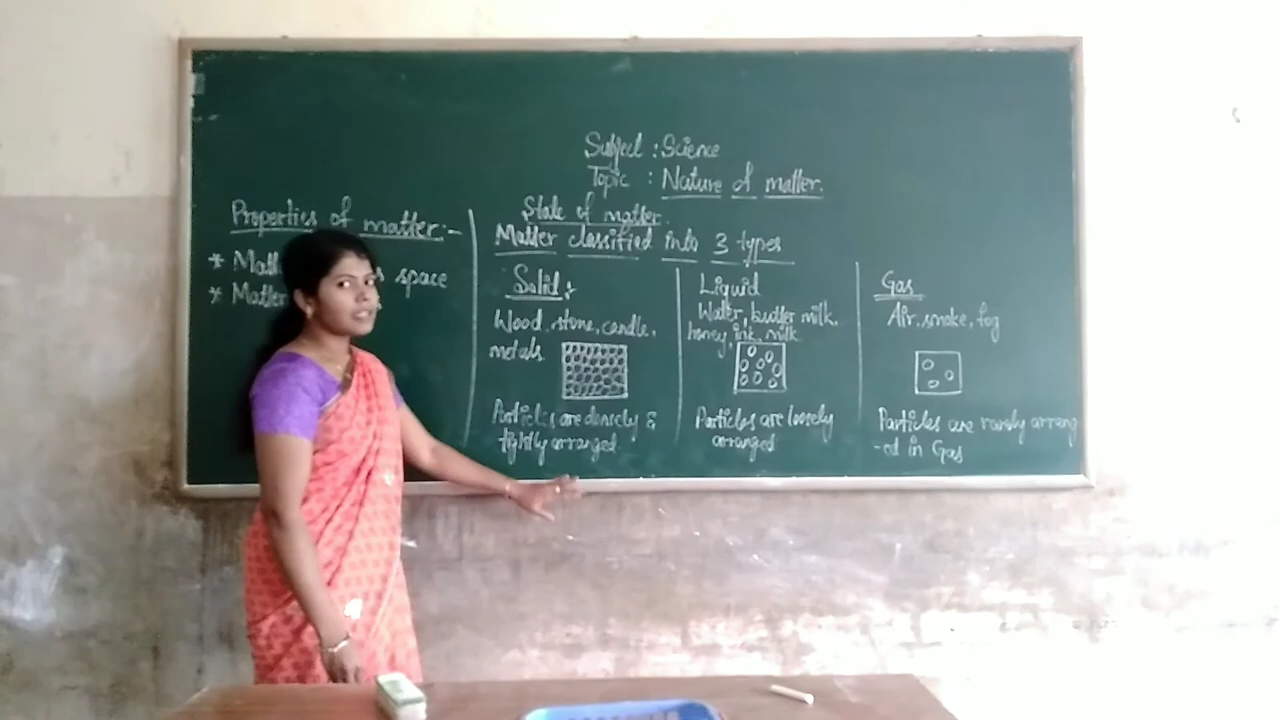 Subject : Science
Topic : Nature of matter.
Properties of matter:-
* Matt s space
* Matter
State of matter.
Matter classified into 3 types
Solid:
Wood, stone, candle,
metals
Particles are densely &
tightly arranged
Liquid
Water, butter milk,
honey, ink, milk
Particles are loosely
arranged
Gas
Air, smoke, fog
Particles are rarely arrang
-ed in Gas